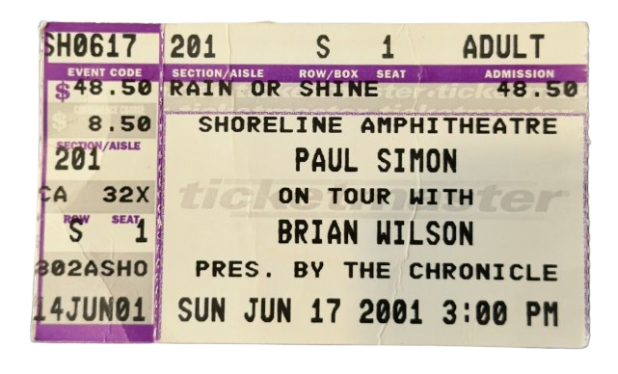 SH0617 201 S 1 ADULT
EVENT CODE SECTION/AISLE ROW/BOX SEAT ADMISSION
$48.50 RAIN OR SHINE 48.50
$ 8.50 SHORELINE AMPHITHEATRE
SECTION/AISLE
201 PAUL SIMON
CA 32X ON TOUR WITH
ticketmaster
ROW SEAT
S 1 BRIAN WILSON
802ASHO PRES. BY THE CHRONICLE
14JUN01 SUN JUN 17 2001 3:00 PM